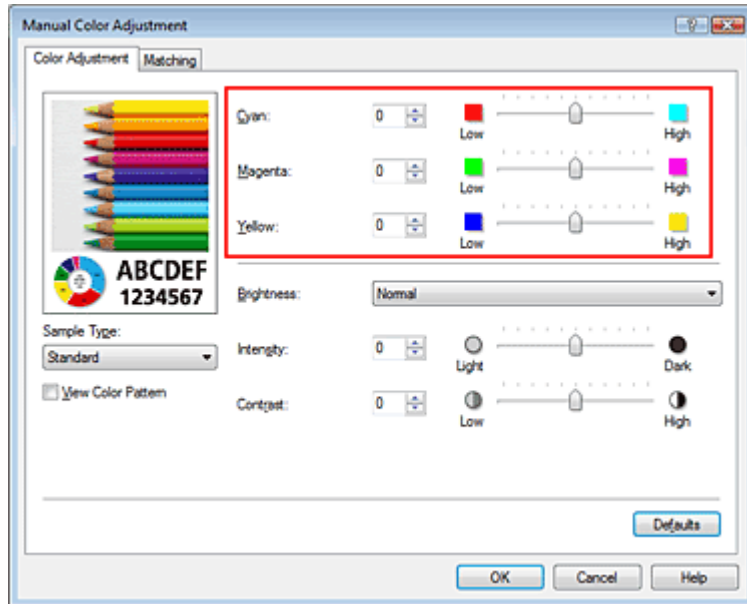 Manual Color Adjustment
Color Adjustment Matching
Cyan: 0 Low High
Magenta: 0 Low High
Yellow: 0 Low High
ABCDEF
1234567
Brightness: Normal
Sample Type:
Standard
Intensity: 0 Light Dark
View Color Pattern
Contrast: 0 Low High
Defaults
OK Cancel Help